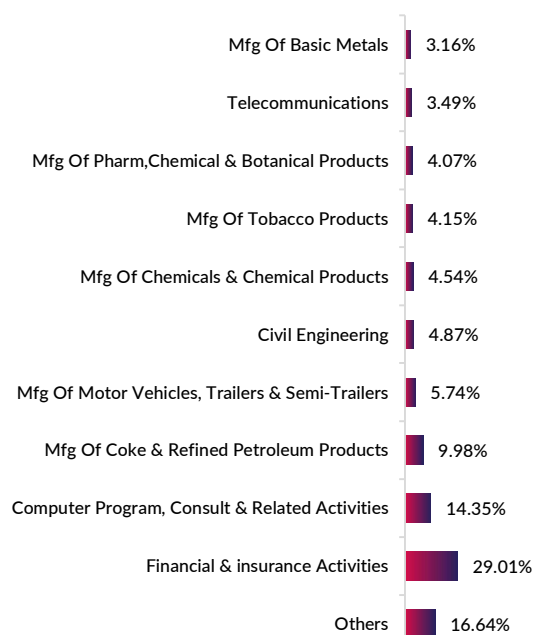 Mfg Of Basic Metals 3.16%
Telecommunications 3.49%
Mfg Of Pharm,Chemical & Botanical Products 4.07%
Mfg Of Tobacco Products 4.15%
Mfg Of Chemicals & Chemical Products 4.54%
Civil Engineering 4.87%
Mfg Of Motor Vehicles, Trailers & Semi-Trailers 5.74%
Mfg Of Coke & Refined Petroleum Products 9.98%
Computer Program, Consult & Related Activities 14.35%
Financial & insurance Activities 29.01%
Others 16.64%